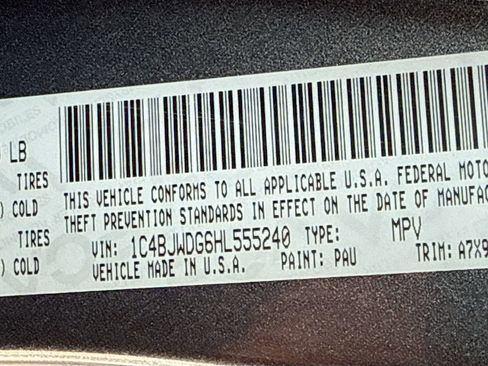 LB
TIRES
THIS VEHICLE CONFORMS TO ALL APPLICABLE U.S.A. FEDERAL MOTO
) COLD
THEFT PREVENTION STANDARDS IN EFFECT ON THE DATE OF MANUFAC
TIRES
VIN: 1C4BJWDG6HL555240 TYPE: MPV
) COLD
VEHICLE MADE IN U.S.A. PAINT: PAU TRIM: A7X9